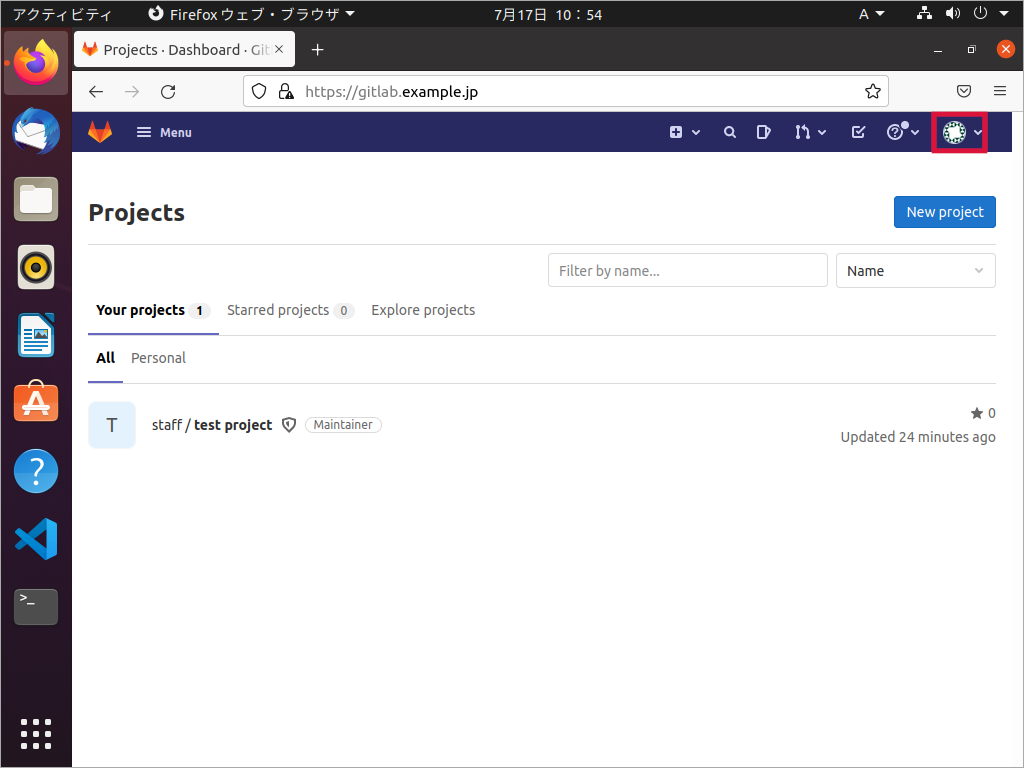 アクティビティ
Firefox ウェブ・ブラウザ
7月17日 10：54
A
Projects · Dashboard · Git
https://gitlab.example.jp
Menu
Projects
New project
Filter by name...
Name
Your projects 1
Starred projects 0
Explore projects
All
Personal
T
staff / test project
Maintainer
0
Updated 24 minutes ago
?
>_